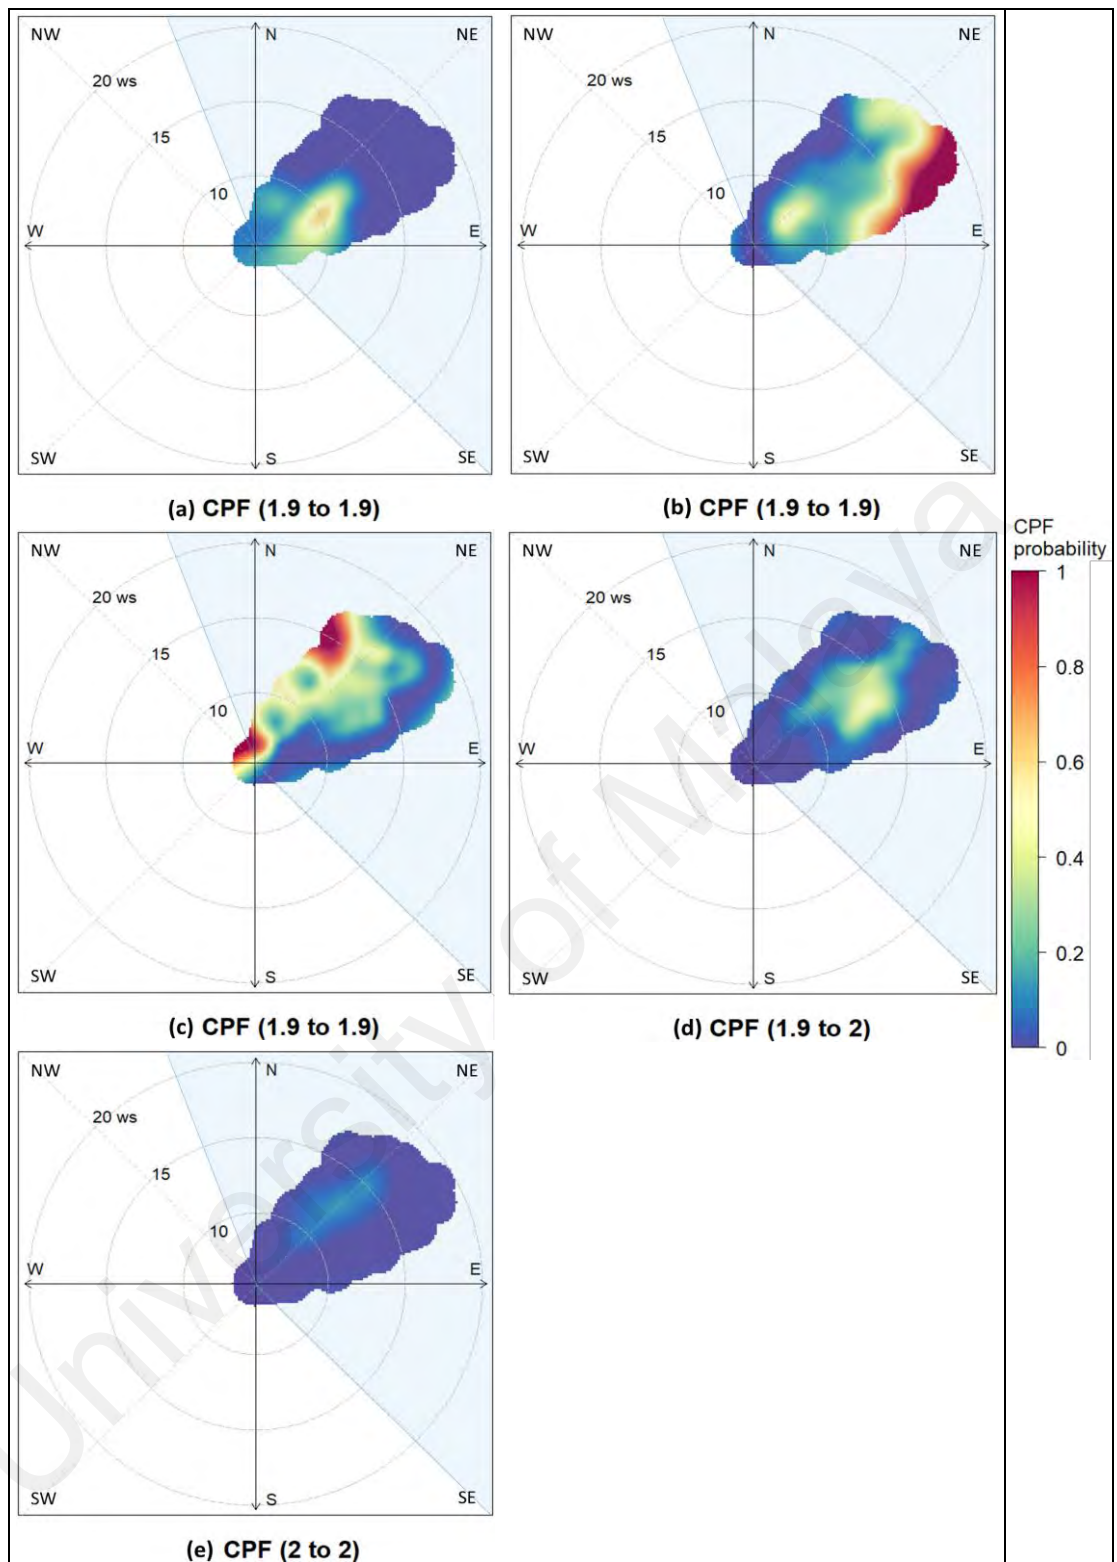 NW
N
NE
20 ws
15
10
W
E
SW
S
SE
(a) CPF (1.9 to 1.9)
NW
N
NE
20 ws
15
10
W
E
SW
S
SE
(b) CPF (1.9 to 1.9)
NW
N
NE
20 ws
15
10
W
E
SW
S
SE
(c) CPF (1.9 to 1.9)
NW
N
NE
20 ws
15
10
W
E
SW
S
SE
(d) CPF (1.9 to 2)
NW
N
NE
20 ws
15
10
W
E
SW
S
SE
(e) CPF (2 to 2)
CPF
probability
1
0.8
0.6
0.4
0.2
0
University of Malaya